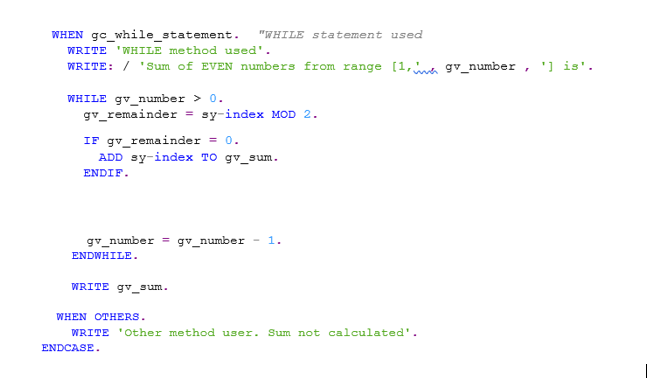 WHEN gc_while_statement.  "WHILE statement used
WRITE 'WHILE method used'.
WRITE: / 'Sum of EVEN numbers from range [1,' , gv_number , '] is'.
WHILE gv_number > 0.
gv_remainder = sy-index MOD 2.
IF gv_remainder = 0.
ADD sy-index TO gv_sum.
ENDIF.
gv_number = gv_number - 1.
ENDWHILE.
WRITE gv_sum.
WHEN OTHERS.
WRITE 'Other method user. Sum not calculated'.
ENDCASE.